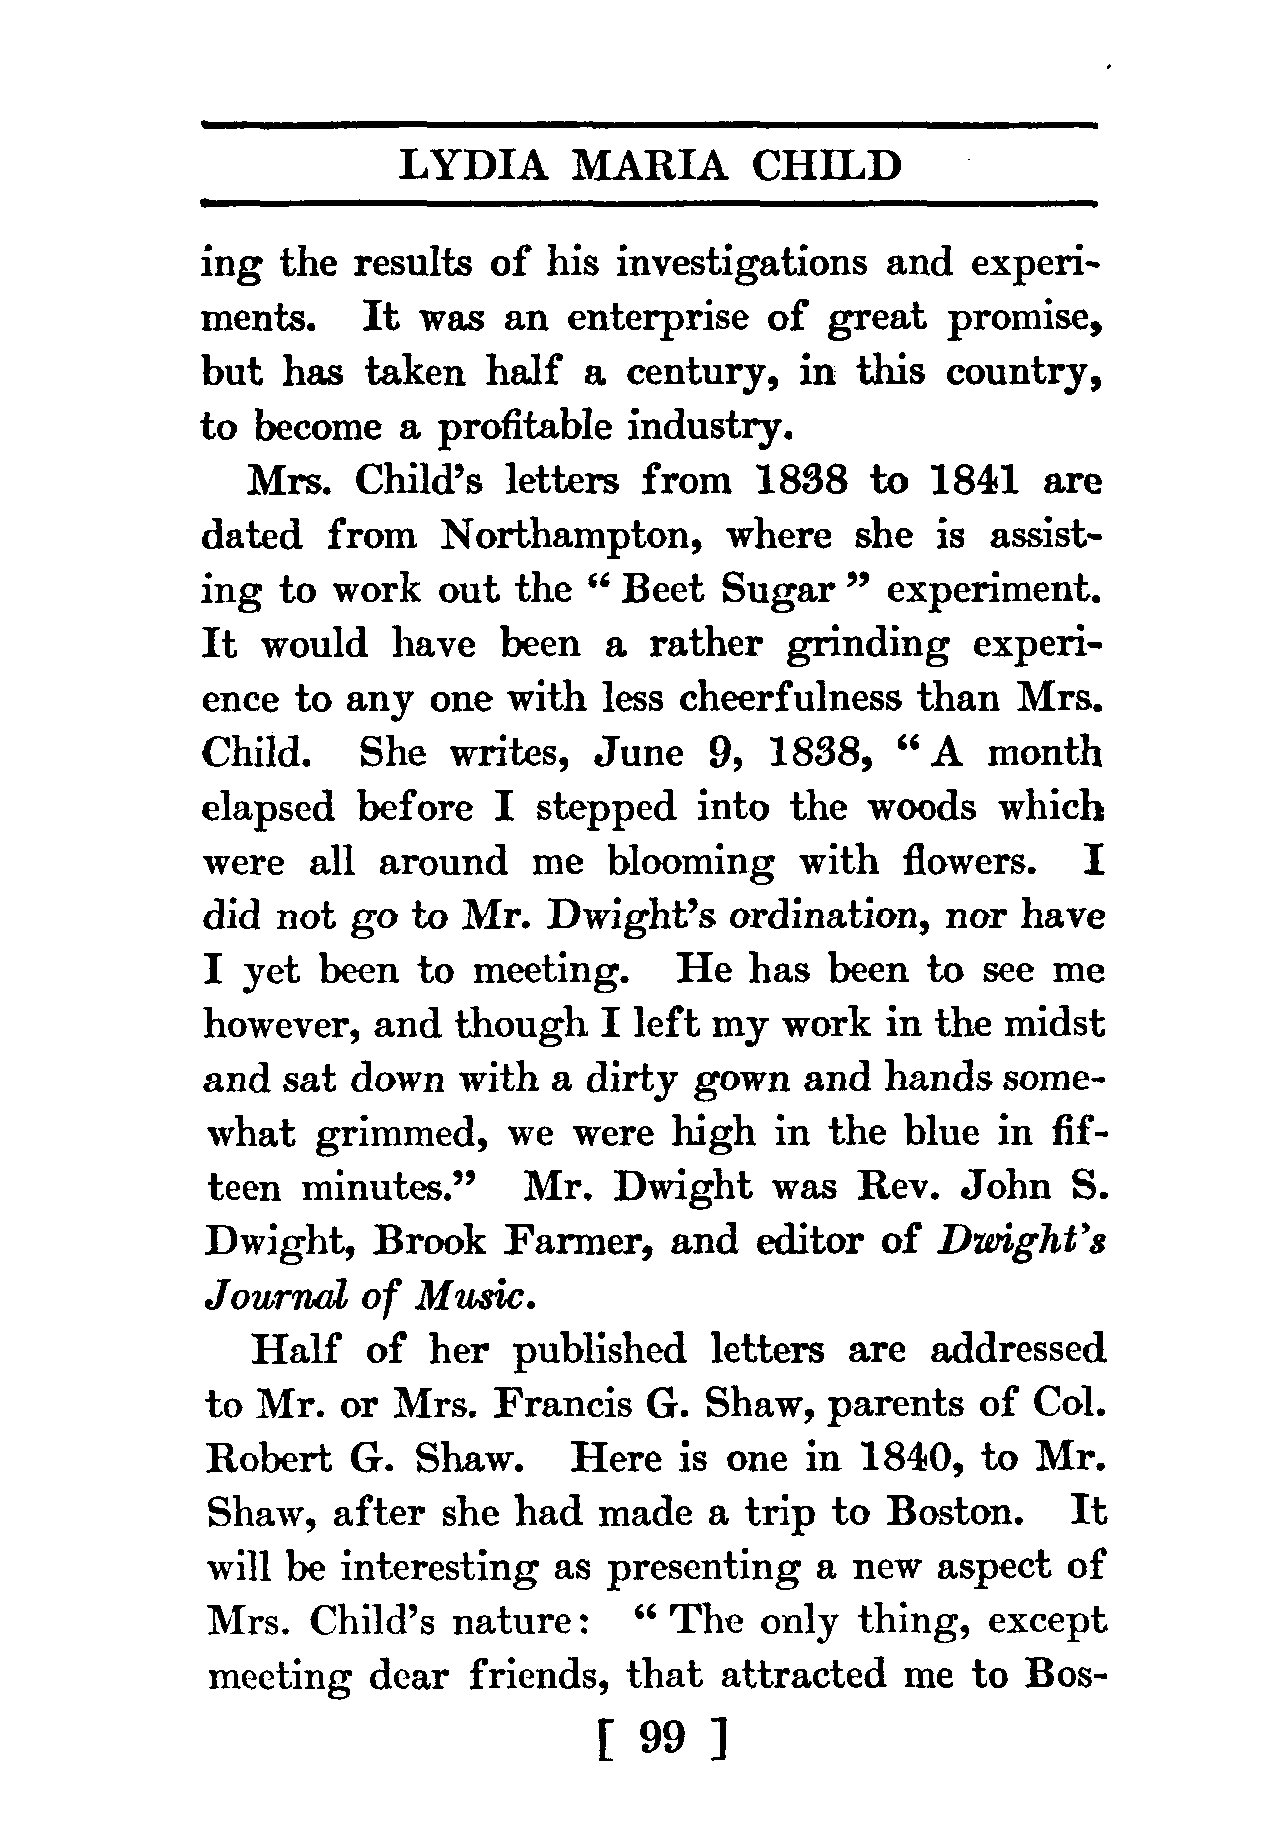 LYDIA MARIA CHILD
ing the results of his investigations and experi-
ments. It was an enterprise of great promise,
but has taken half a century, in this country,
to become a profitable industry.
Mrs. Child's letters from 1838 to 1841 are
dated from Northampton, where she is assist-
ing to work out the “ Beet Sugar ” experiment.
It would have been a rather grinding experi-
ence to any one with less cheerfulness than Mrs.
Child. She writes, June 9, 1838, “ A month
elapsed before I stepped into the woods which
were all around me blooming with flowers. I
did not go to Mr. Dwight's ordination, nor have
I yet been to meeting. He has been to see me
however, and though I left my work in the midst
and sat down with a dirty gown and hands some-
what grimmed, we were high in the blue in fif-
teen minutes.” Mr. Dwight was Rev. John S.
Dwight, Brook Farmer, and editor of Dwight's
Journal of Music.
Half of her published letters are addressed
to Mr. or Mrs. Francis G. Shaw, parents of Col.
Robert G. Shaw. Here is one in 1840, to Mr.
Shaw, after she had made a trip to Boston. It
will be interesting as presenting a new aspect of
Mrs. Child's nature: “ The only thing, except
meeting dear friends, that attracted me to Bos-
[ 99 ]